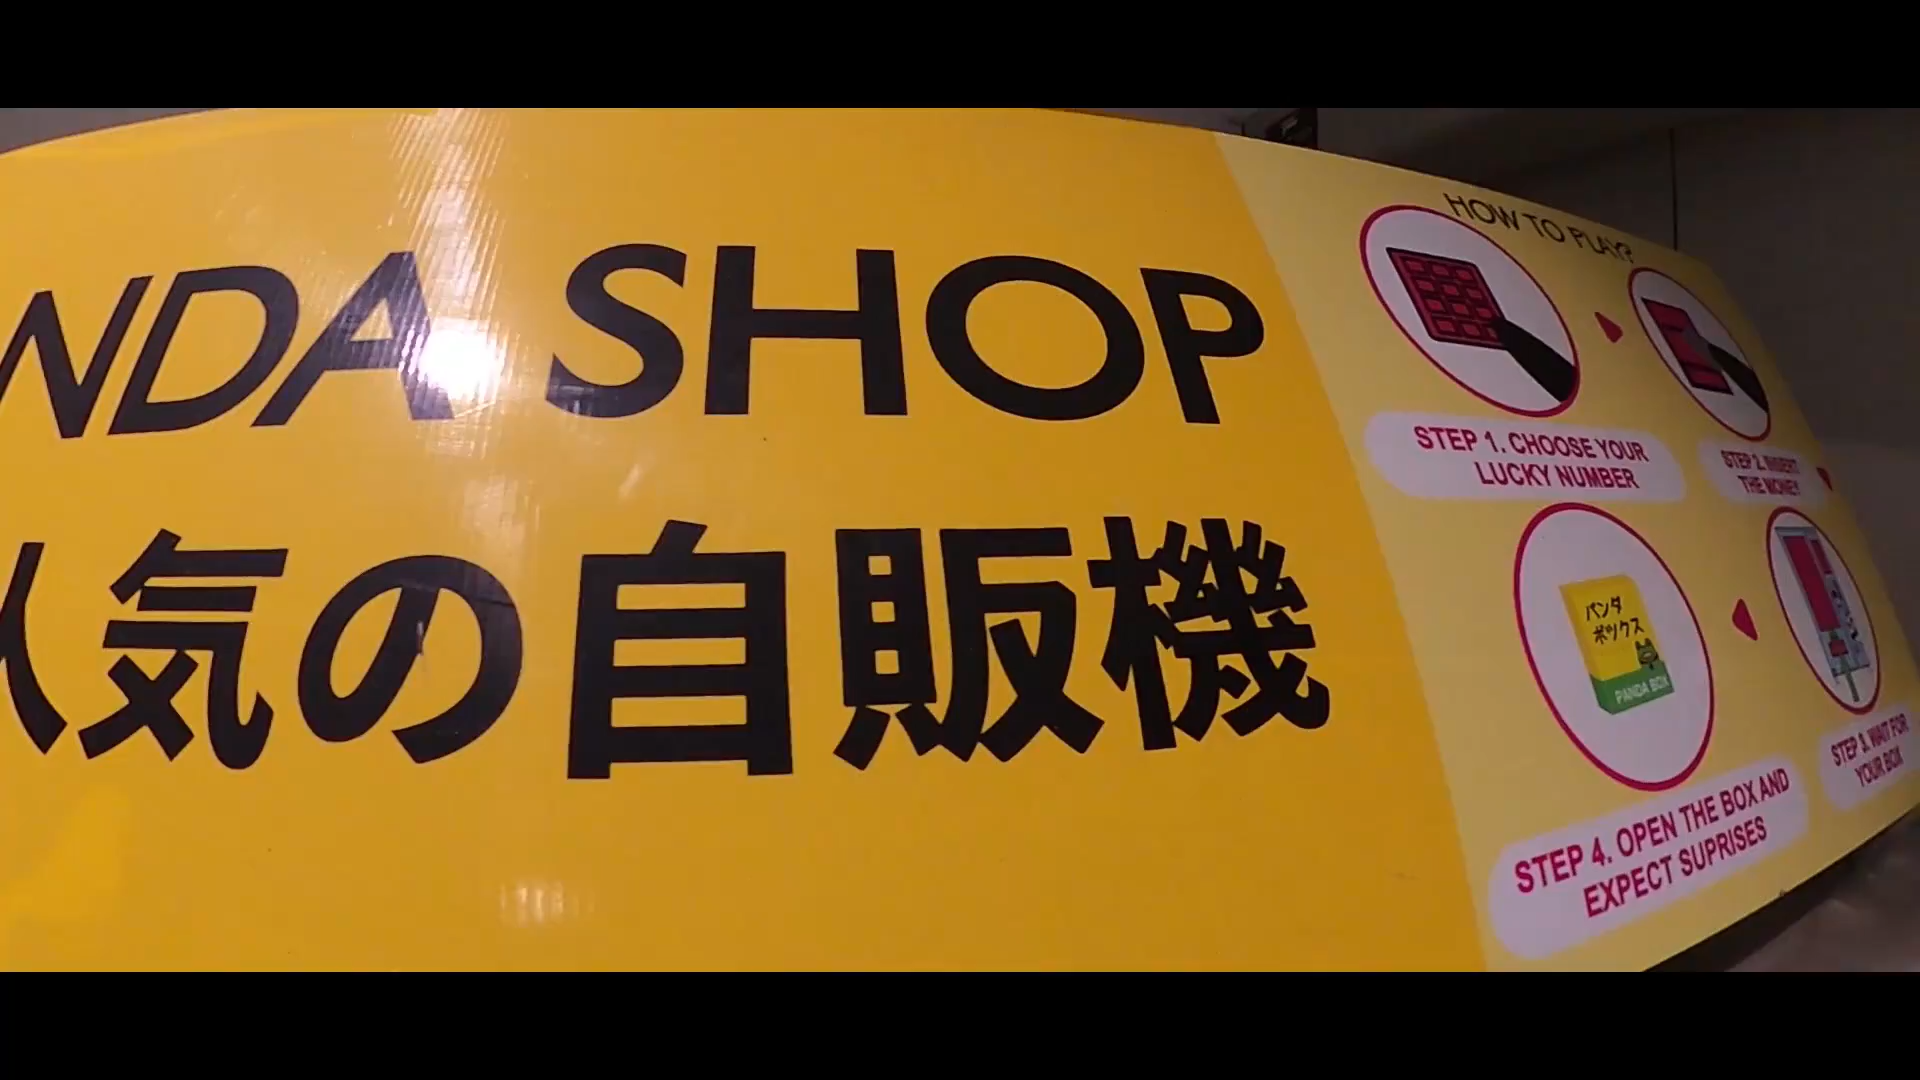 NDA SHOP
人気の自販機
HOW TO PLAY?
STEP 1. CHOOSE YOUR
LUCKY NUMBER
STEP 2. INSERT
THE MONEY
STEP 3. WAIT FOR
YOUR BOX
パンダ
ボックス
PANDA BOX
STEP 4. OPEN THE BOX AND
EXPECT SUPRISES